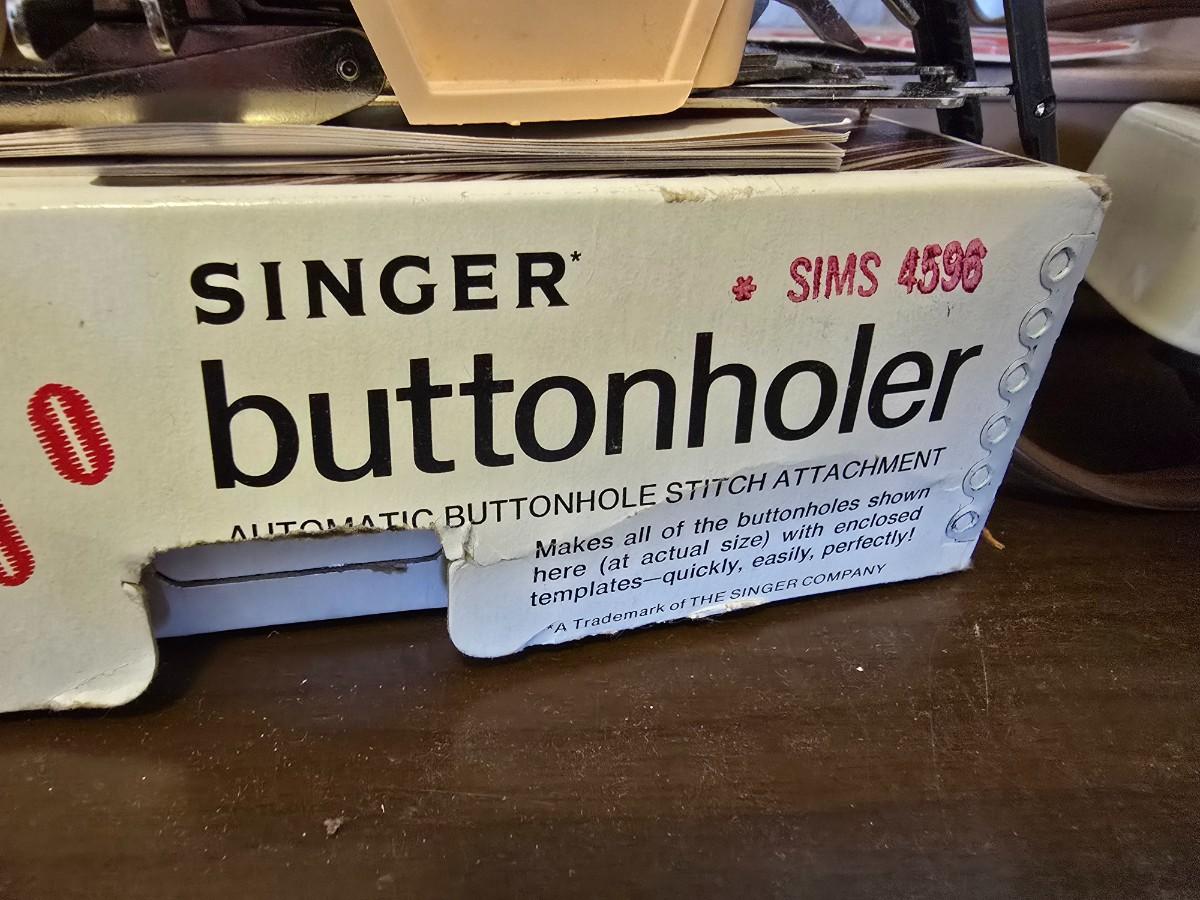 SINGER*
* SIMS 4596
buttonholer
AUTOMATIC BUTTONHOLE STITCH ATTACHMENT
Makes all of the buttonholes shown
here (at actual size) with enclosed
templates—quickly, easily, perfectly!
*A Trademark of THE SINGER COMPANY